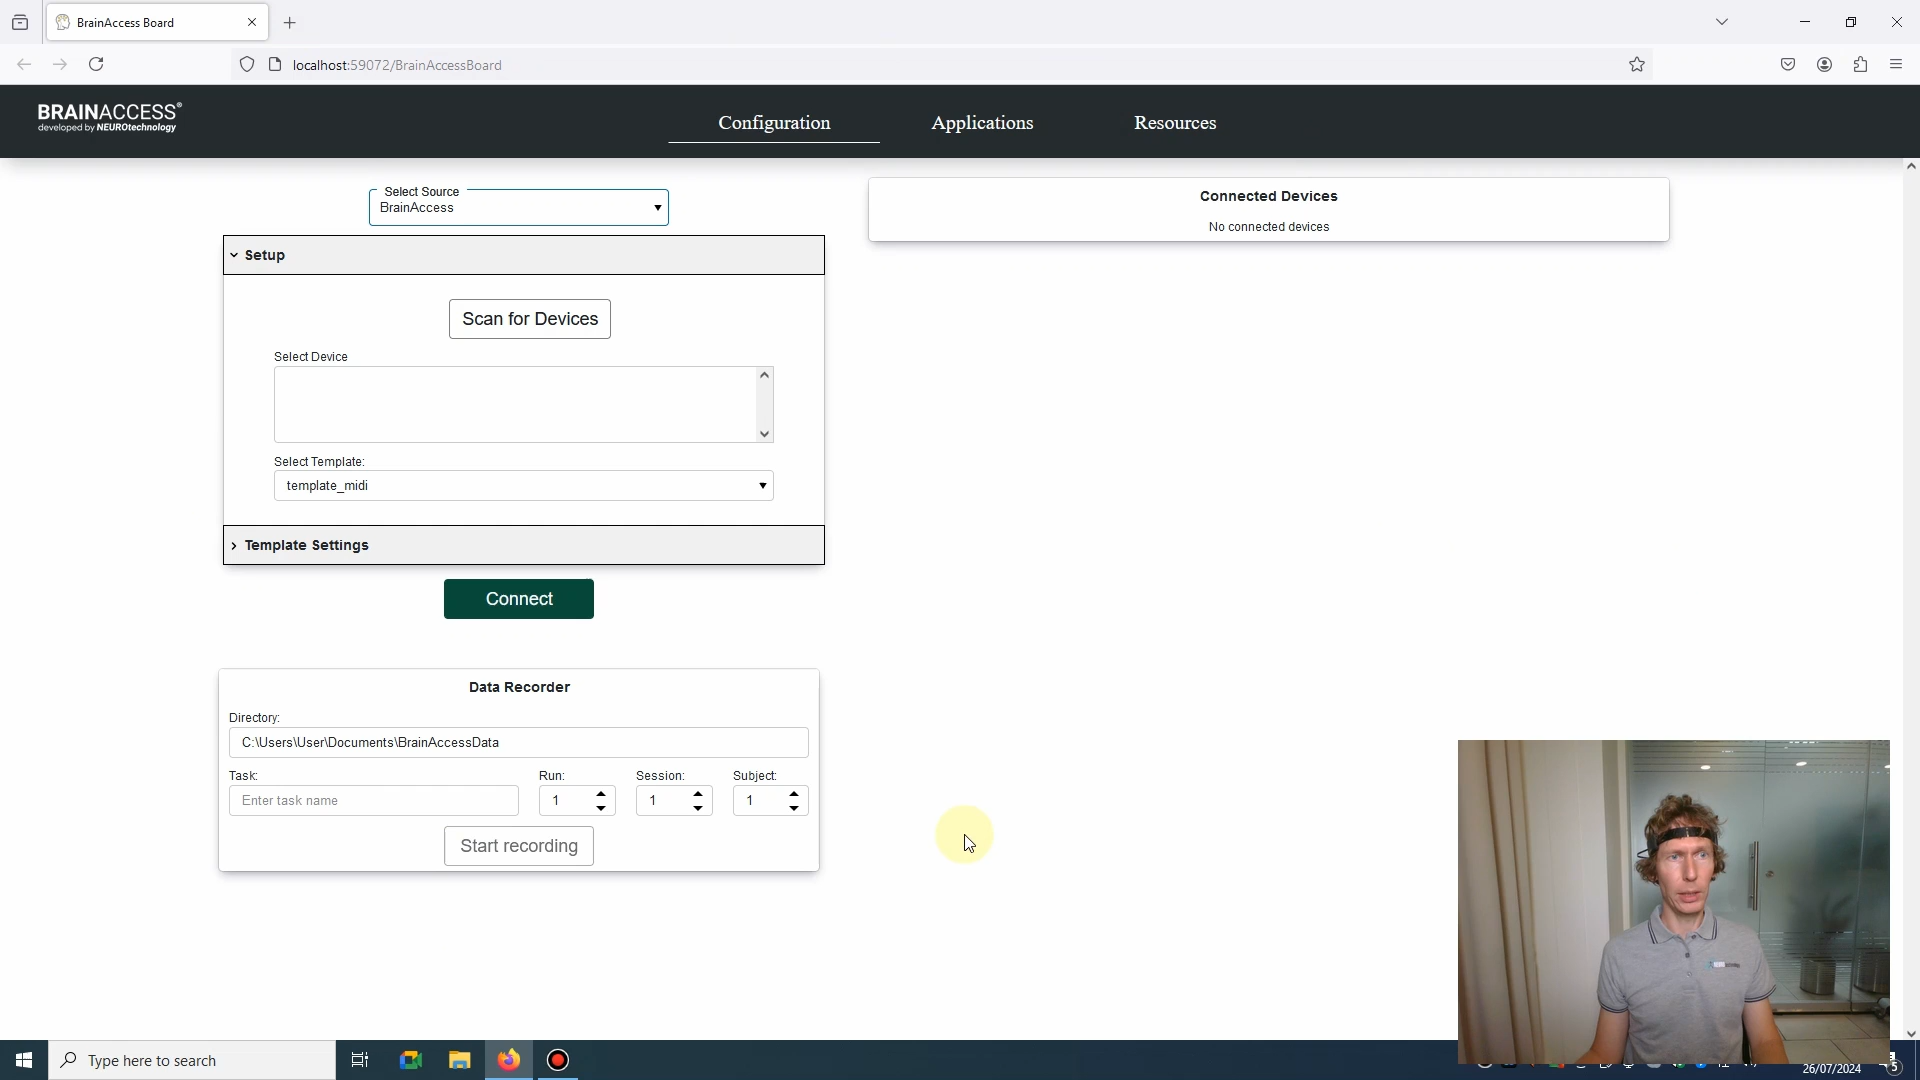 BrainAccess Board
localhost:59072/BrainAccessBoard
BRAINACCESS®
developed by NEUROtechnology
Configuration
Applications
Resources
Select Source
BrainAccess
Setup
Scan for Devices
Select Device
Select Template:
template_midi
Template Settings
Connect
Connected Devices
No connected devices
Data Recorder
Directory:
C:\Users\User\Documents\BrainAccessData
Task: Run: Session: Subject:
Enter task name 1 1 1
Start recording
Type here to search
26/07/2024
5